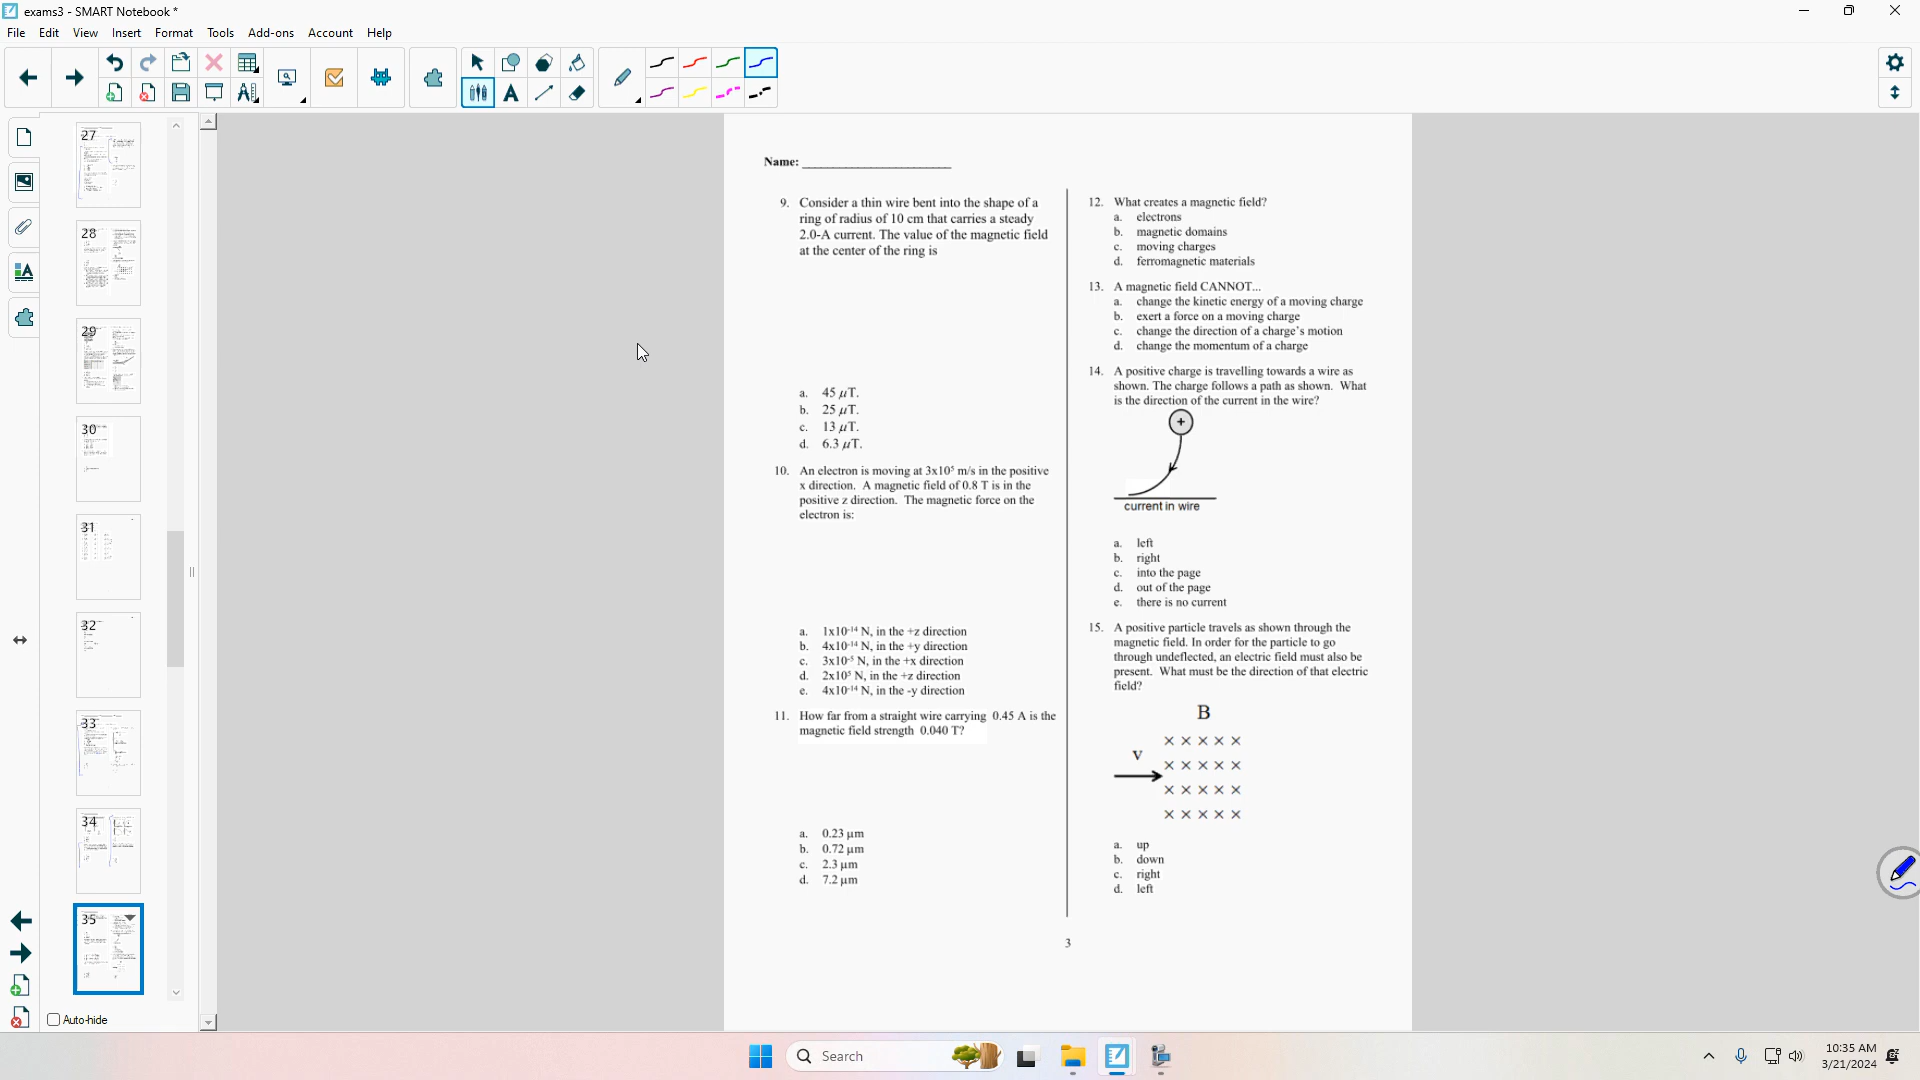 exams3 - SMART Notebook *
File Edit View Insert Format Tools Add-ons Account Help
27
28
29
30
31
32
33
34
35
Auto-hide
Name: ________________________
9. Consider a thin wire bent into the shape of a
ring of radius of 10 cm that carries a steady
2.0-A current. The value of the magnetic field
at the center of the ring is
a. 45 μT.
b. 25 μT.
c. 13 μT.
d. 6.3 μT.
10. An electron is moving at 3x10⁵ m/s in the positive
x direction. A magnetic field of 0.8 T is in the
positive z direction. The magnetic force on the
electron is:
a. 1x10⁻¹⁴ N, in the +z direction
b. 4x10⁻¹⁴ N, in the +y direction
c. 3x10⁻⁵ N, in the +x direction
d. 2x10⁵ N, in the +z direction
e. 4x10⁻¹⁴ N, in the -y direction
11. How far from a straight wire carrying 0.45 A is the
magnetic field strength 0.040 T?
a. 0.23 μm
b. 0.72 μm
c. 2.3 μm
d. 7.2 μm
12. What creates a magnetic field?
a. electrons
b. magnetic domains
c. moving charges
d. ferromagnetic materials
13. A magnetic field CANNOT...
a. change the kinetic energy of a moving charge
b. exert a force on a moving charge
c. change the direction of a charge's motion
d. change the momentum of a charge
14. A positive charge is travelling towards a wire as
shown. The charge follows a path as shown. What
is the direction of the current in the wire?
+
current in wire
a. left
b. right
c. into the page
d. out of the page
e. there is no current
15. A positive particle travels as shown through the
magnetic field. In order for the particle to go
through undeflected, an electric field must also be
present. What must be the direction of that electric
field?
B
× × × × ×
v
× × × × ×
× × × × ×
× × × × ×
a. up
b. down
c. right
d. left
3
Search
10:35 AM
3/21/2024